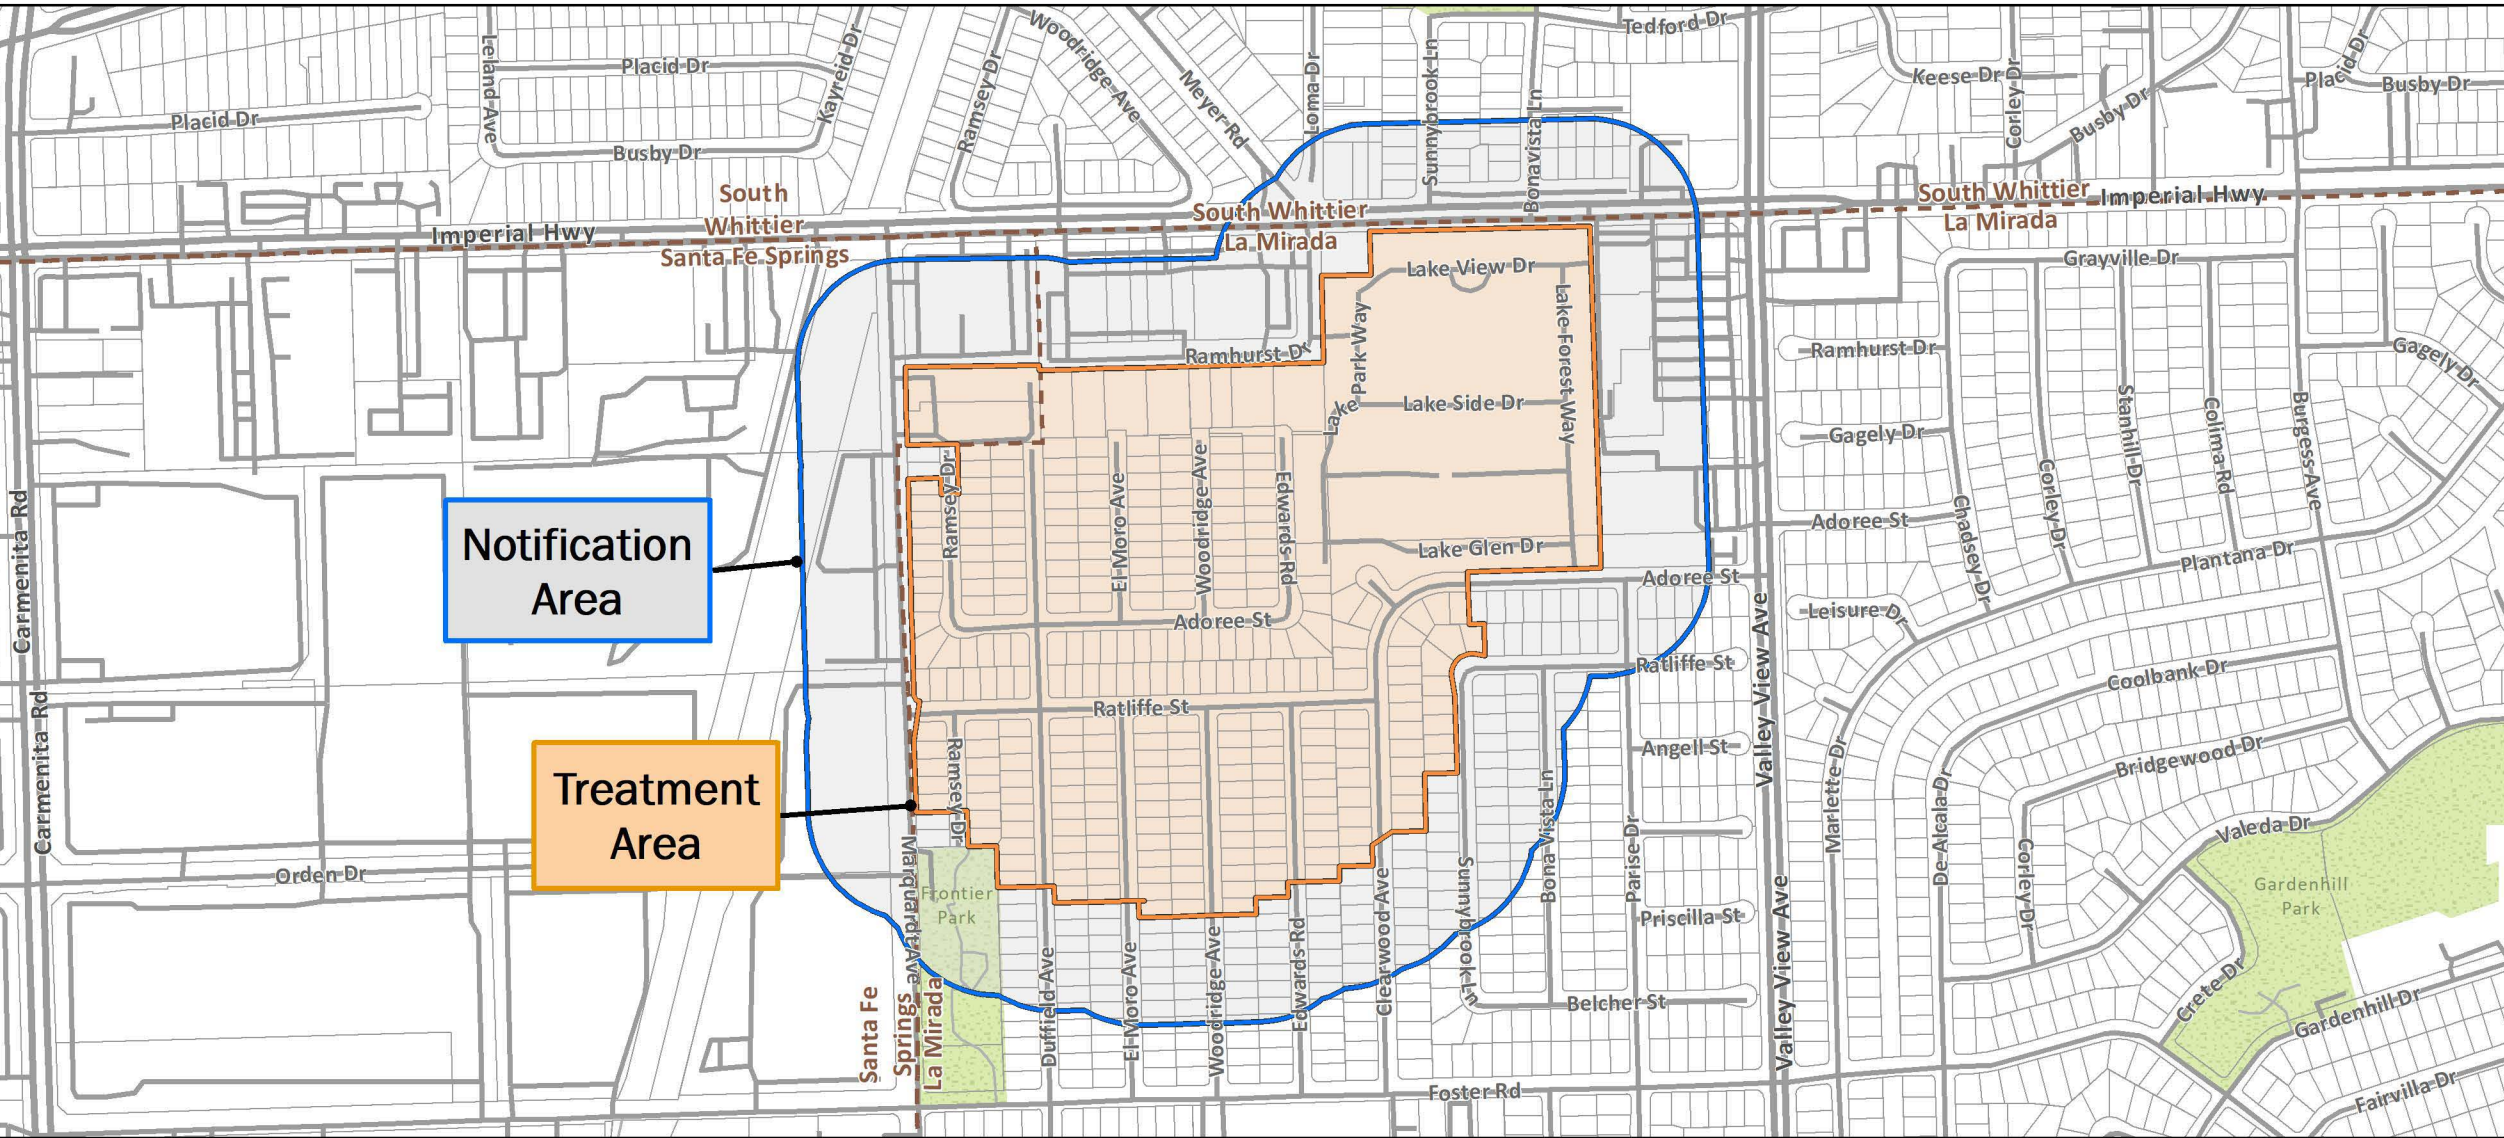 Tedford Dr
Woodridge Ave
Leland Ave
Placid Dr
Kayreid Dr
Ramsey Dr
Meyer Rd
Loma Dr
Sunnybrook Ln
Bonavista Ln
Keese Dr
Corley Dr
Busby Dr
Placid Dr
Busby Dr
Placid Dr
Busby Dr
South
Whittier
Santa Fe Springs
Imperial Hwy
South Whittier
La Mirada
South Whittier
La Mirada
Imperial Hwy
Lake View Dr
Grayville Dr
Ramhurst Dr
Lake Park Way
Lake Forest Way
Ramhurst Dr
Gagely Dr
Lake Side Dr
Gagely Dr
Stanhill Dr
Colima Rd
Burgess Ave
Corley Dr
Chadsey Dr
Carmenita Rd
Notification
Area
Ramsey Dr
El Moro Ave
Woodridge Ave
Edwards Rd
Lake Glen Dr
Adoree St
Plantana Dr
Adoree St
Adoree St
Leisure Dr
Ratliffe St
Valley View Ave
Coolbank Dr
Ratliffe St
Carmenita Rd
Angell St
Bridgewood Dr
Treatment
Area
Ramsey Dr
Bona Vista Ln
Marlette Dr
De Alcala Dr
Corley Dr
Valeda Dr
Orden Dr
Marquardt Ave
Frontier
Park
Sunnybrook Ln
Parise Dr
Priscilla St
Valley View Ave
Gardenhill
Park
Clearwood Ave
Duffield Ave
El Moro Ave
Woodridge Ave
Edwards Rd
Belcher St
Crete Dr
Gardenhill Dr
Santa Fe
Springs
La Mirada
Foster Rd
Fairvilla Dr